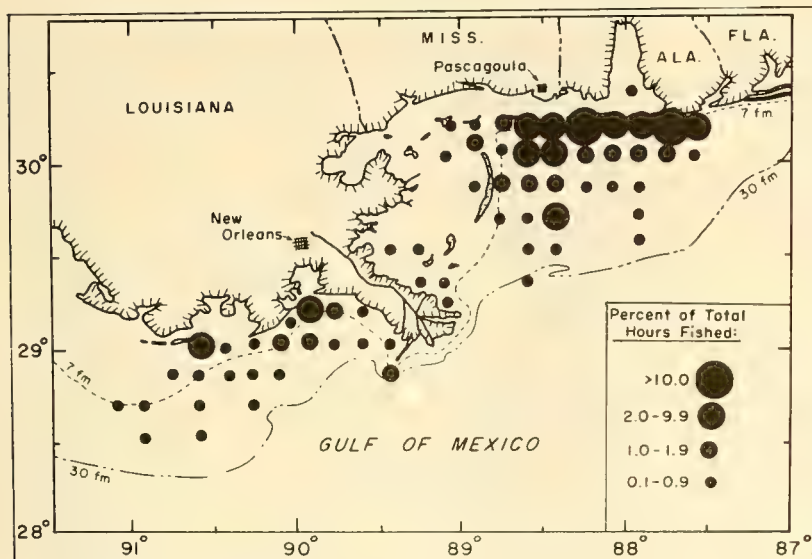 MISS.
FLA.
ALA.
Pascagoula
LOUISIANA
7 fm.
30°
30 fm
New
Orleans
29°
7 fm
GULF OF MEXICO
30 fm
28°
91°
90°
89°
88°
87°
Percent of Total
Hours Fished:
>10.0
2.0-9.9
1.0-1.9
0.1-0.9